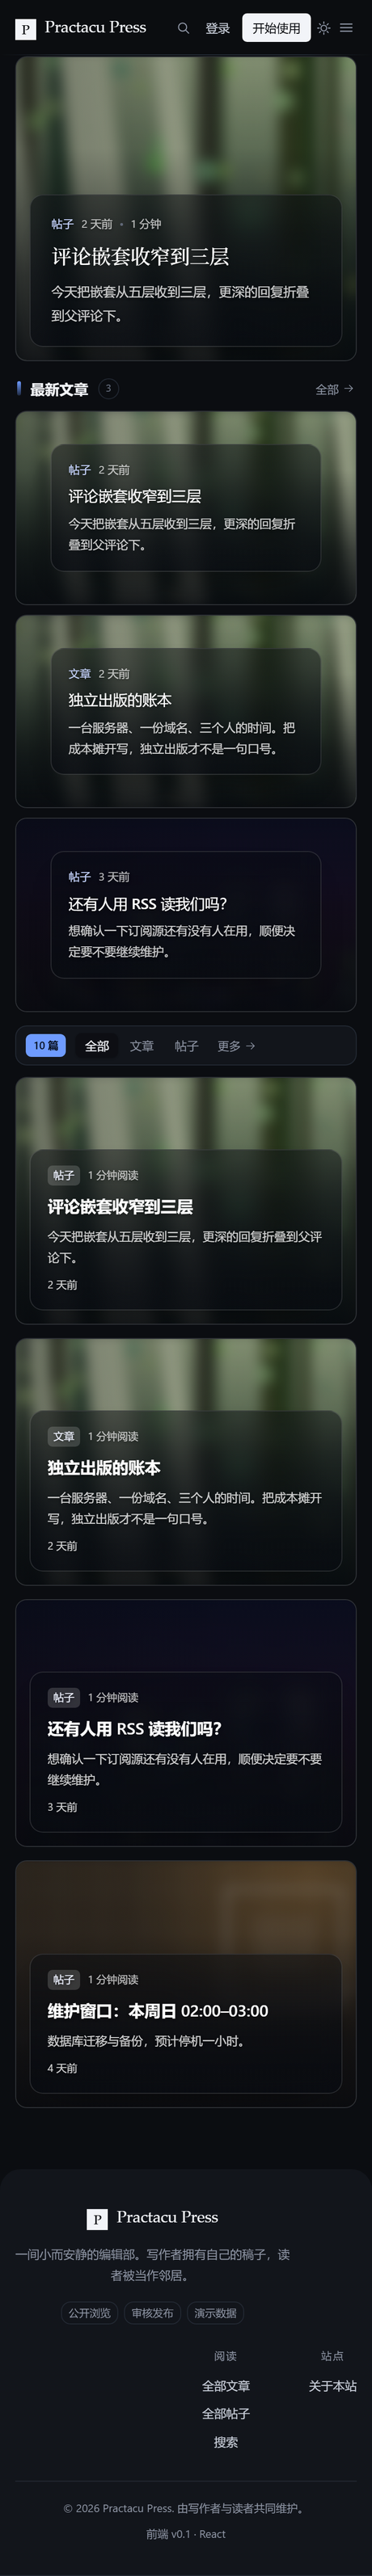 P Practacu Press 登录 开始使用
帖子 2 天前 • 1 分钟
评论嵌套收窄到三层
今天把嵌套从五层收到三层，更深的回复折叠
到父评论下。
最新文章 3 全部 →
帖子 2 天前
评论嵌套收窄到三层
今天把嵌套从五层收到三层，更深的回复折
叠到父评论下。
文章 2 天前
独立出版的账本
一台服务器、一份域名、三个人的时间。把
成本摊开写，独立出版才不是一句口号。
帖子 3 天前
还有人用 RSS 读我们吗？
想确认一下订阅源还有没有人在用，顺便决
定要不要继续维护。
10 篇 全部 文章 帖子 更多 →
帖子 1 分钟阅读
评论嵌套收窄到三层
今天把嵌套从五层收到三层，更深的回复折叠到父评
论下。
2 天前
文章 1 分钟阅读
独立出版的账本
一台服务器、一份域名、三个人的时间。把成本摊开
写，独立出版才不是一句口号。
2 天前
帖子 1 分钟阅读
还有人用 RSS 读我们吗？
想确认一下订阅源还有没有人在用，顺便决定要不要
继续维护。
3 天前
帖子 1 分钟阅读
维护窗口：本周日 02:00–03:00
数据库迁移与备份，预计停机一小时。
4 天前
P Practacu Press
一间小而安静的编辑部。写作者拥有自己的稿子，读
者被当作邻居。
公开浏览 审核发布 演示数据
阅读 站点
全部文章 关于本站
全部帖子
搜索
© 2026 Practacu Press. 由写作者与读者共同维护。
前端 v0.1 · React